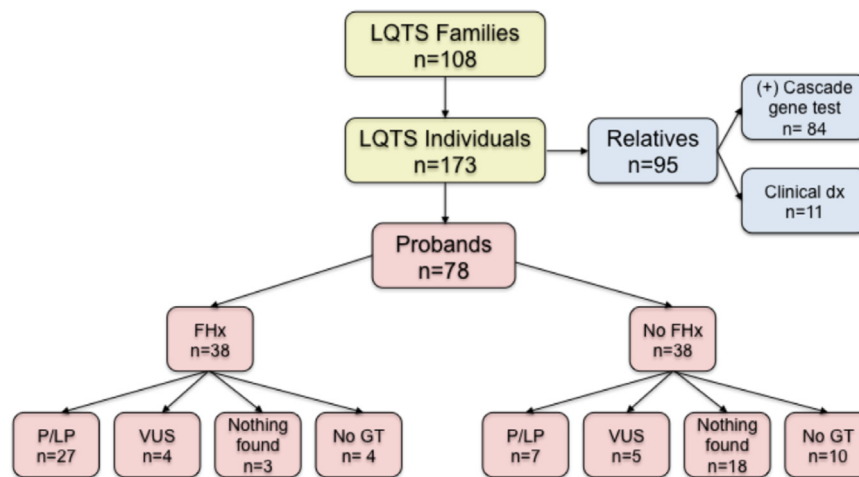 LQTS Families
n=108
LQTS Individuals
n=173
Relatives
n=95
(+) Cascade
gene test
n= 84
Clinical dx
n=11
Probands
n=78
FHx
n=38
No FHx
n=38
P/LP
n=27
VUS
n=4
Nothing
found
n=3
No GT
n= 4
P/LP
n=7
VUS
n=5
Nothing
found
n=18
No GT
n=10